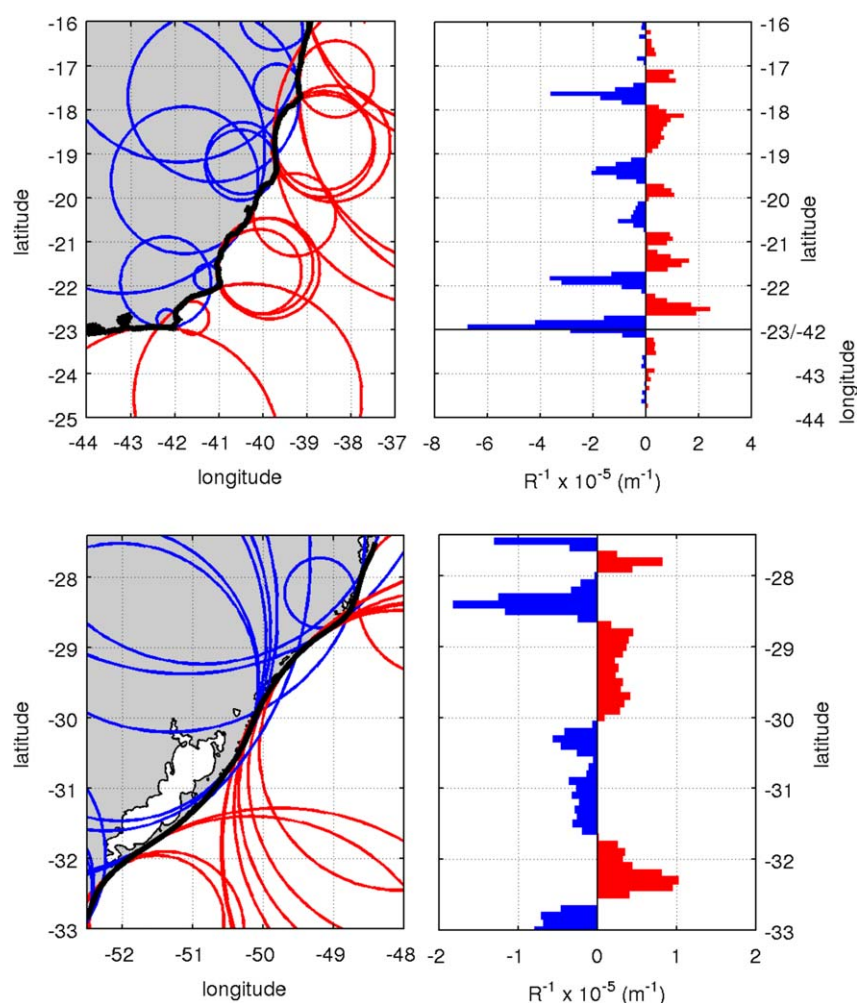 -16
-17
-18
-19
-20
-21
-22
-23
-24
-25
latitude
-44 -43 -42 -41 -40 -39 -38 -37
longitude
-16
-17
-18
-19
-20
-21
-22
-23/-42
-43
-44
latitude
longitude
-8 -6 -4 -2 0 2 4
R⁻¹ x 10⁻⁵ (m⁻¹)
-28
-29
-30
-31
-32
-33
latitude
-52 -51 -50 -49 -48
longitude
-28
-29
-30
-31
-32
-33
latitude
-2 -1 0 1 2
R⁻¹ x 10⁻⁵ (m⁻¹)